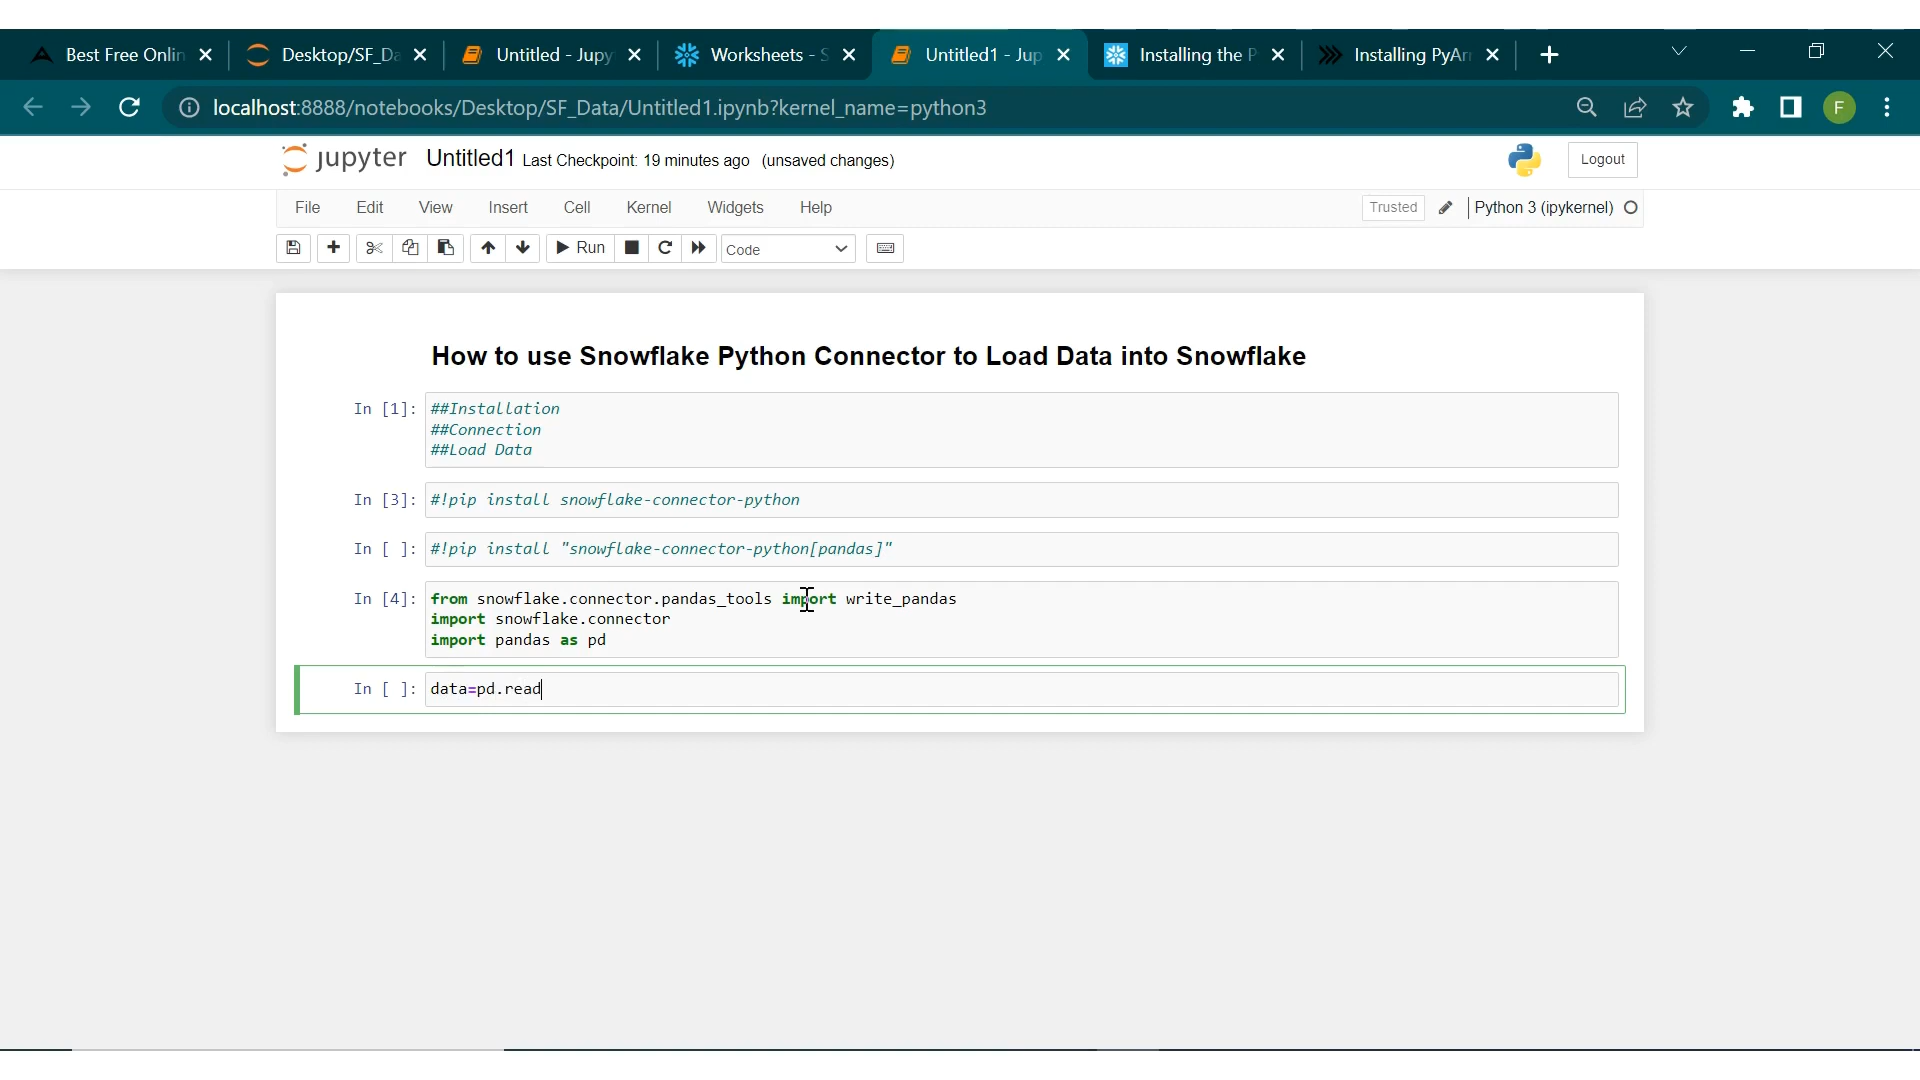 Best Free Onlin
Desktop/SF_Da
Untitled - Jupy
Worksheets - S
Untitled1 - Jup
Installing the P
Installing PyArr
localhost:8888/notebooks/Desktop/SF_Data/Untitled1.ipynb?kernel_name=python3
F
jupyter Untitled1 Last Checkpoint: 19 minutes ago (unsaved changes)
Logout
File Edit View Insert Cell Kernel Widgets Help
Trusted
Python 3 (ipykernel)
Run
Code
How to use Snowflake Python Connector to Load Data into Snowflake
In [1]: ##Installation
##Connection
##Load Data
In [3]: #!pip install snowflake-connector-python
In [ ]: #!pip install "snowflake-connector-python[pandas]"
In [4]: from snowflake.connector.pandas_tools import write_pandas
import snowflake.connector
import pandas as pd
In [ ]: data=pd.read